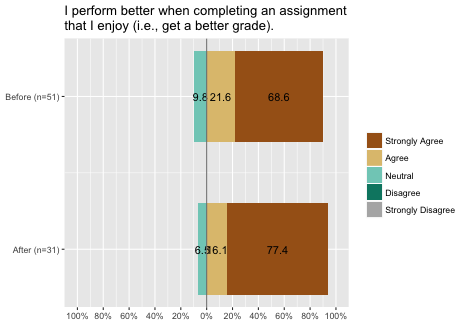 I perform better when completing an assignment
that I enjoy (i.e., get a better grade).
Before (n=51)
9.8 21.6 68.6
After (n=31)
6.5 16.1 77.4
100% 80% 60% 40% 20% 0% 20% 40% 60% 80% 100%
Strongly Agree
Agree
Neutral
Disagree
Strongly Disagree